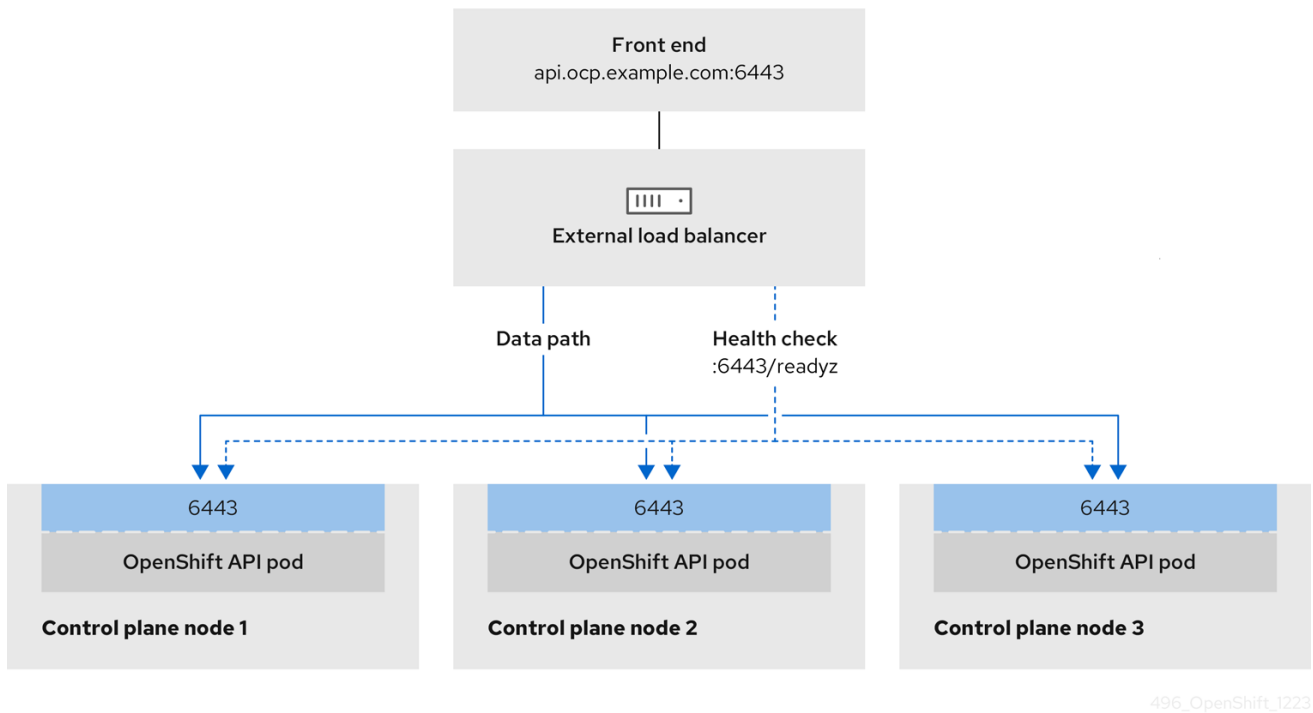 Front end
api.ocp.example.com:6443
External load balancer
Data path
Health check
:6443/readyz
6443
OpenShift API pod
Control plane node 1
6443
OpenShift API pod
Control plane node 2
6443
OpenShift API pod
Control plane node 3
496_OpenShift_1223